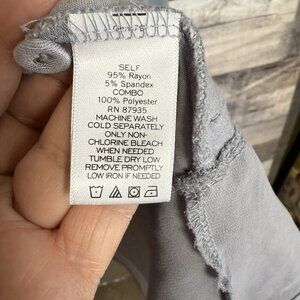 SELF
95% Rayon
5% Spandex
COMBO
100% Polyester
RN 87935
MACHINE WASH
COLD SEPARATELY
ONLY NON-
CHLORINE BLEACH
WHEN NEEDED
TUMBLE DRY LOW
REMOVE PROMPTLY
LOW IRON IF NEEDED